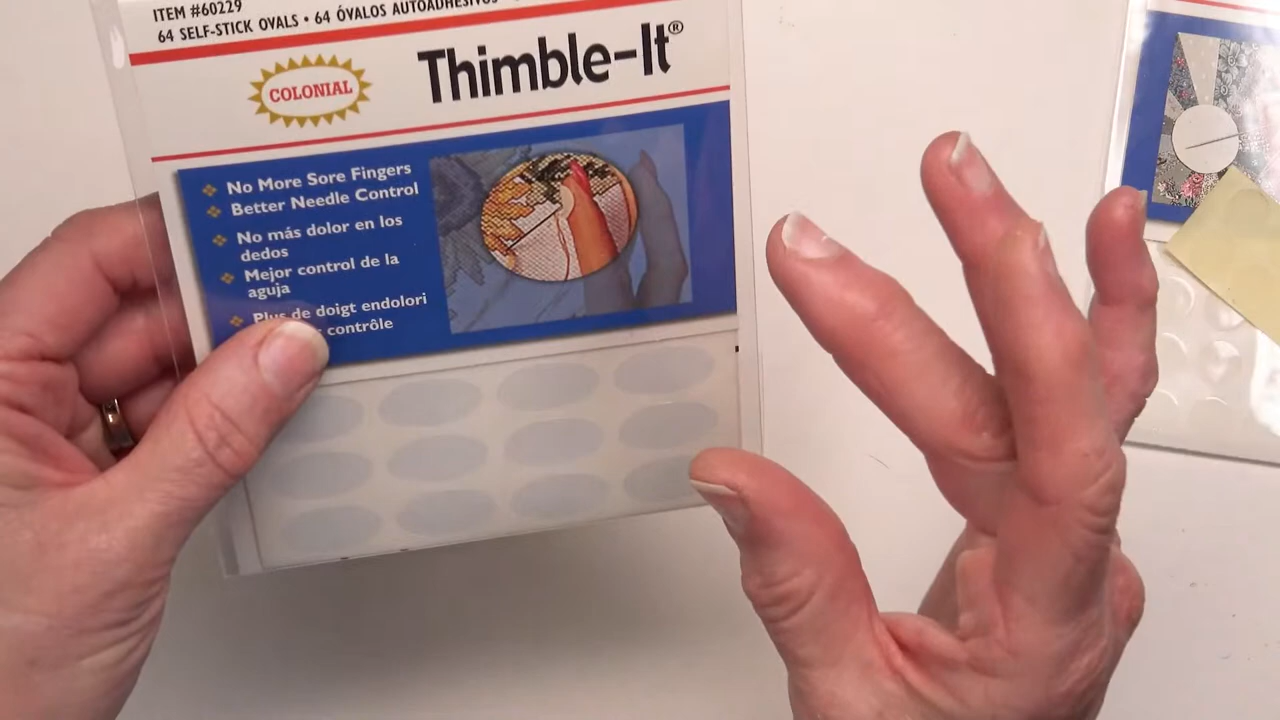 ITEM #60229
64 SELF-STICK OVALS • 64 ÓVALOS AUTOADHESIVOS
COLONIAL
Thimble-It®
No More Sore Fingers
Better Needle Control
No más dolor en los
dedos
Mejor control de la
aguja
Plus de doigt endolori
contrôle